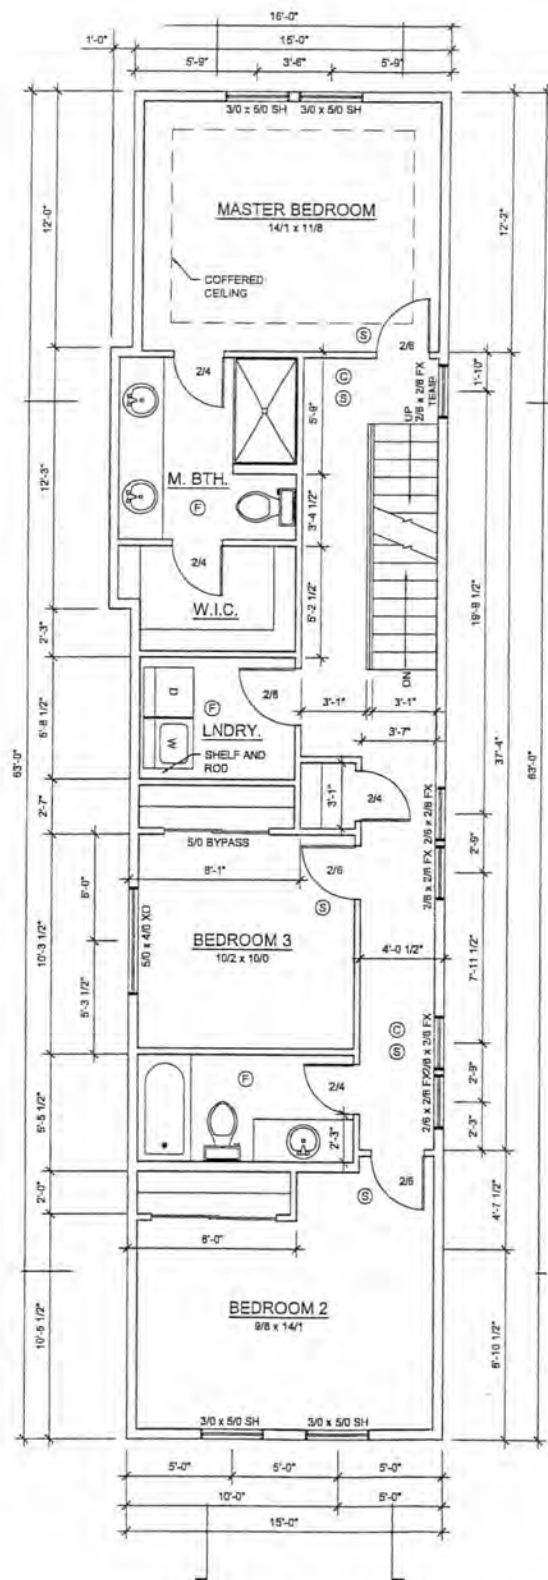 16'-0"
1'-0"
15'-0"
5'-9"
3'-6"
5'-9"
3/0 x 5/0 SH
3/0 x 5/0 SH
MASTER BEDROOM
14/1 x 11/8
COFFERED
CEILING
12'-0"
12'-2"
S
2/8
2/4
C
S
2/6 x 2/8 FX
TEMP
1'-10"
UP
5'-9"
M. BTH.
F
3'-4 1/2"
12'-3"
2/4
W.I.C.
5'-2 1/2"
19'-9 1/2"
DN
2'-3"
D
F
2/6
LNDRY.
W
SHELF AND
ROD
3'-1"
3'-1"
3'-7"
5'-8 1/2"
63'-0"
37'-4"
63'-0"
3'-1"
2/4
2'-7"
5/0 BYPASS
2/6 x 2/8 FX
2/6 x 2/8 FX
2'-9"
8'-1"
2/6
S
5'-0"
5/0 x 4/0 XO
BEDROOM 3
10/2 x 10/0
10'-3 1/2"
4'-0 1/2"
7'-11 1/2"
5'-3 1/2"
C
S
F
2/4
2/6 x 2/8 FX
2/6 x 2/8 FX
2'-9"
5'-5 1/2"
2'-3"
2'-3"
S
2/6
2'-0"
4'-7 1/2"
8'-0"
BEDROOM 2
9/8 x 14/1
10'-5 1/2"
3/0 x 5/0 SH
3/0 x 5/0 SH
5'-0"
5'-0"
5'-0"
10'-0"
5'-0"
15'-0"